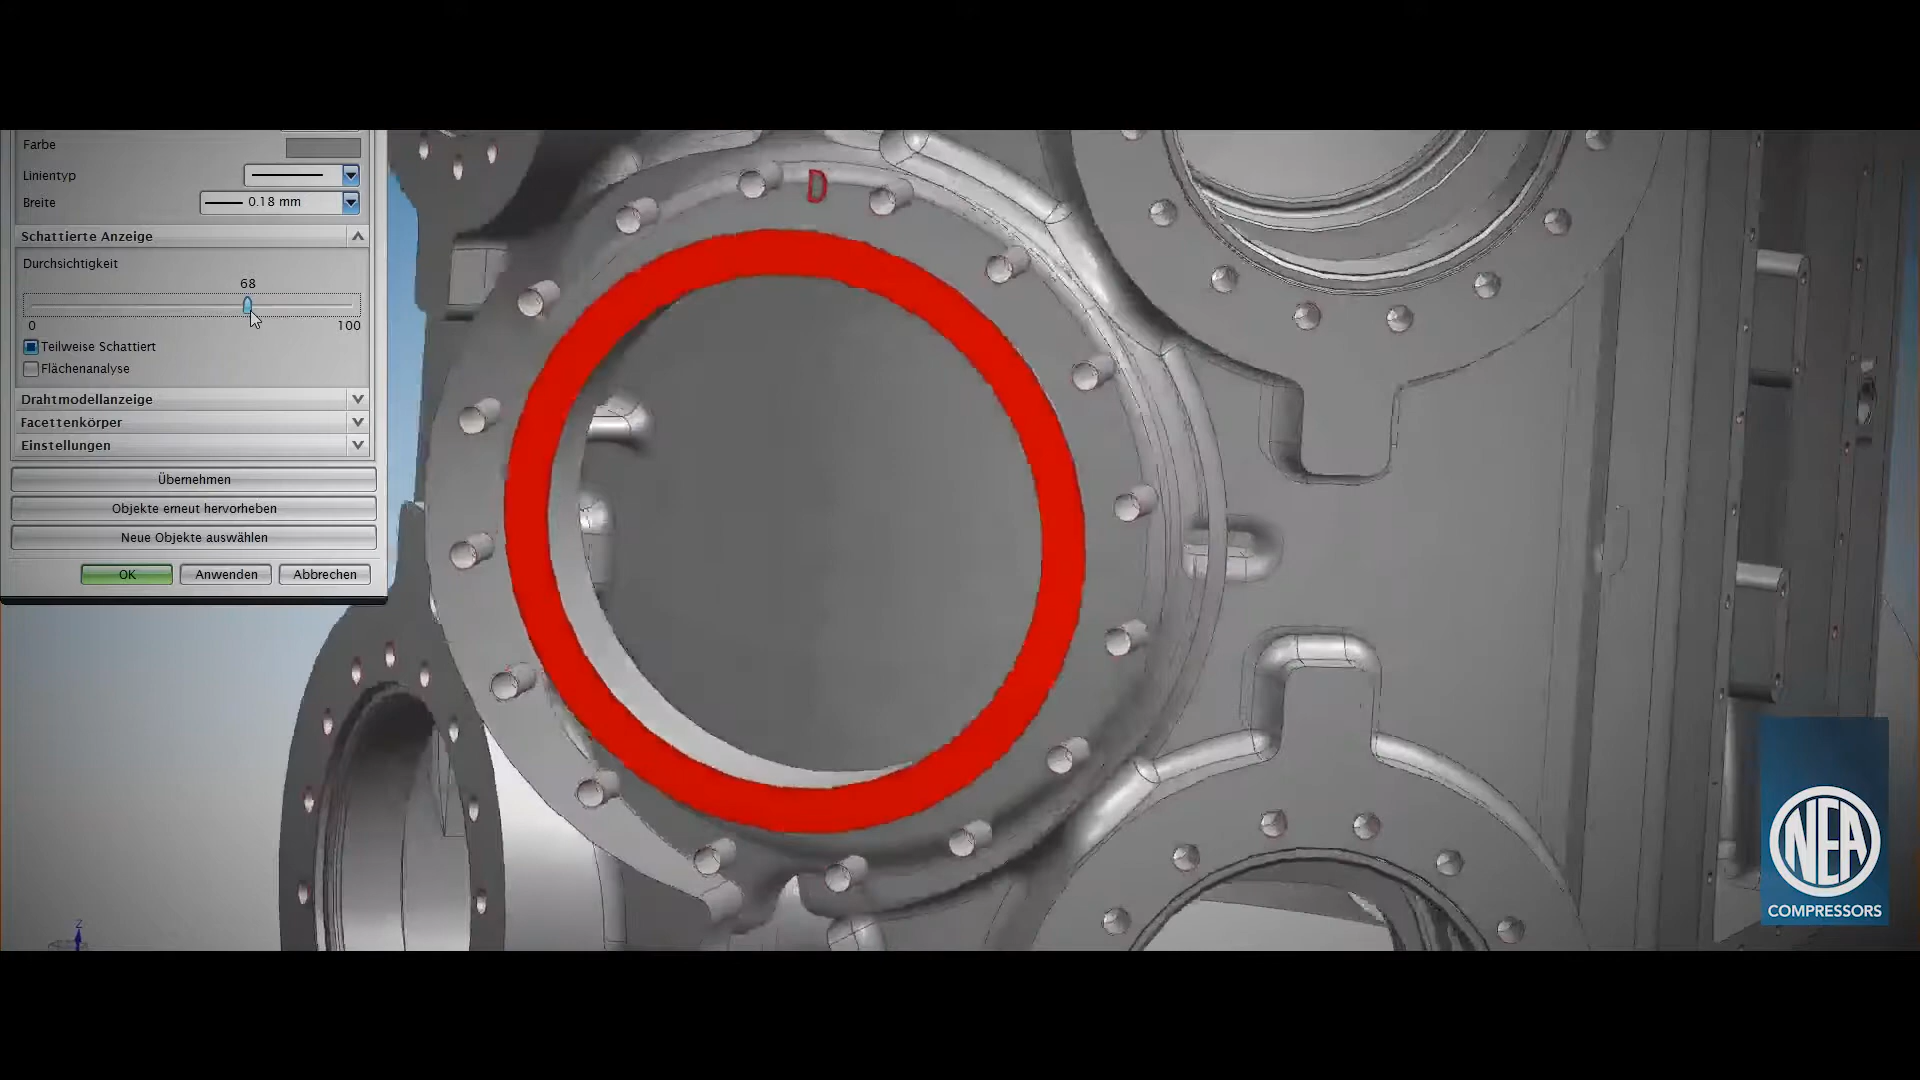 Farbe
Linientyp
Breite
0.18 mm
Schattierte Anzeige
Durchsichtigkeit
68
0
100
Teilweise Schattiert
Flächenanalyse
Drahtmodellanzeige
Facettenkörper
Einstellungen
Übernehmen
Objekte erneut hervorheben
Neue Objekte auswählen
OK
Anwenden
Abbrechen
D
Z
NEA
COMPRESSORS